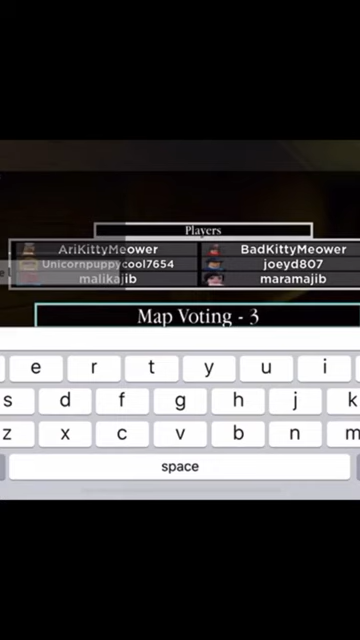 Players
AriKittyMeower BadKittyMeower
Unicornpuppycool7654 joeyd807
malikajib maramajib
Map Voting - 3
e r t y u i
s d f g h j k
z x c v b n m
space